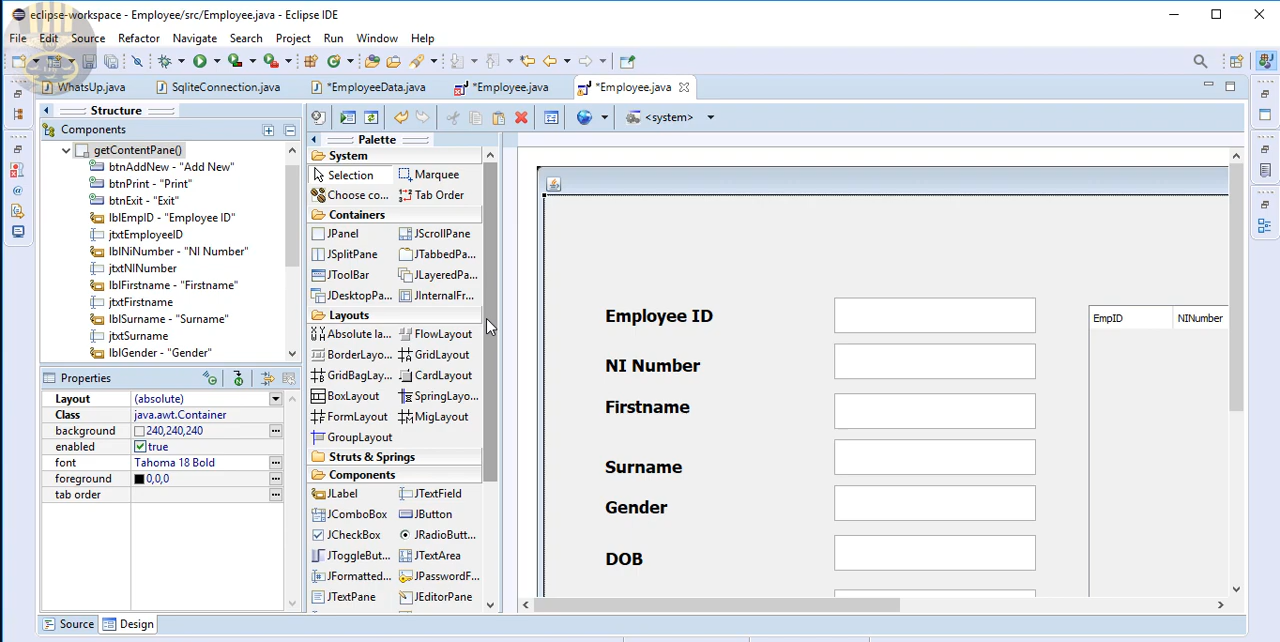 eclipse-workspace - Employee/src/Employee.java - Eclipse IDE
File Edit Source Refactor Navigate Search Project Run Window Help
WhatsUp.java SqliteConnection.java *EmployeeData.java *Employee.java *Employee.java
Structure
Components
getContentPane()
btnAddNew - "Add New"
btnPrint - "Print"
btnExit - "Exit"
lblEmpID - "Employee ID"
jtxtEmployeeID
lblNiNumber - "NI Number"
jtxtNINumber
lblFirstname - "Firstname"
jtxtFirstname
lblSurname - "Surname"
jtxtSurname
lblGender - "Gender"
Properties
Layout (absolute)
Class java.awt.Container
background 240,240,240
enabled true
font Tahoma 18 Bold
foreground 0,0,0
tab order
Source Design
<system>
Palette
System
Selection Marquee
Choose co... Tab Order
Containers
JPanel JScrollPane
JSplitPane JTabbedPa...
JToolBar JLayeredPa...
JDesktopPa... JInternalFr...
Layouts
Absolute la... FlowLayout
BorderLayo... GridLayout
GridBagLay... CardLayout
BoxLayout SpringLayo...
FormLayout MigLayout
GroupLayout
Struts & Springs
Components
JLabel JTextField
JComboBox JButton
JCheckBox JRadioButt...
JToggleBut... JTextArea
JFormatted... JPasswordF...
JTextPane JEditorPane
Employee ID
NI Number
Firstname
Surname
Gender
DOB
EmpID NINumber